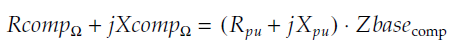 Rcomp_Ω + jXcomp_Ω = (R_pu + jX_pu) · Zbase_comp